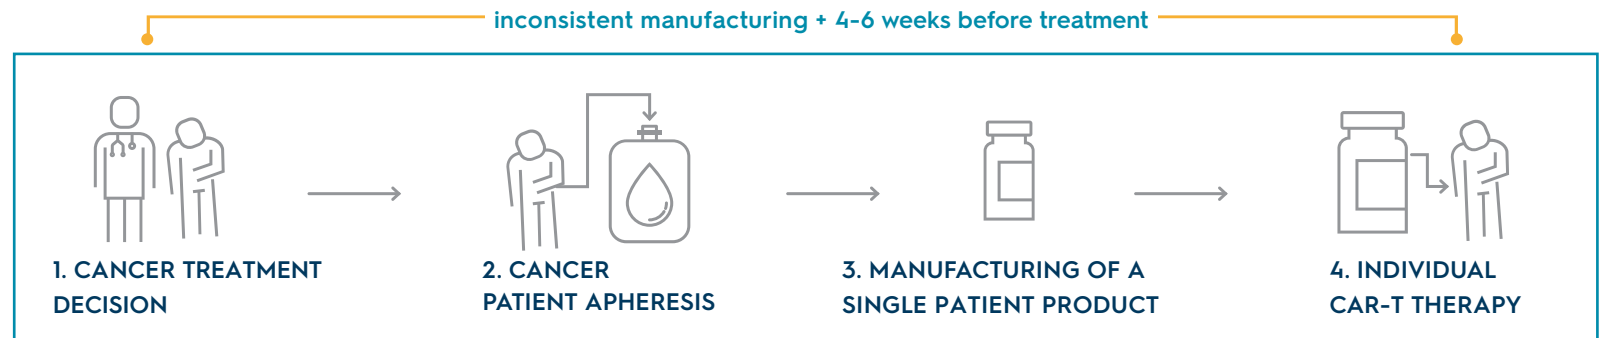 inconsistent manufacturing + 4-6 weeks before treatment
1. CANCER TREATMENT
DECISION
2. CANCER
PATIENT APHERESIS
3. MANUFACTURING OF A
SINGLE PATIENT PRODUCT
4. INDIVIDUAL
CAR-T THERAPY